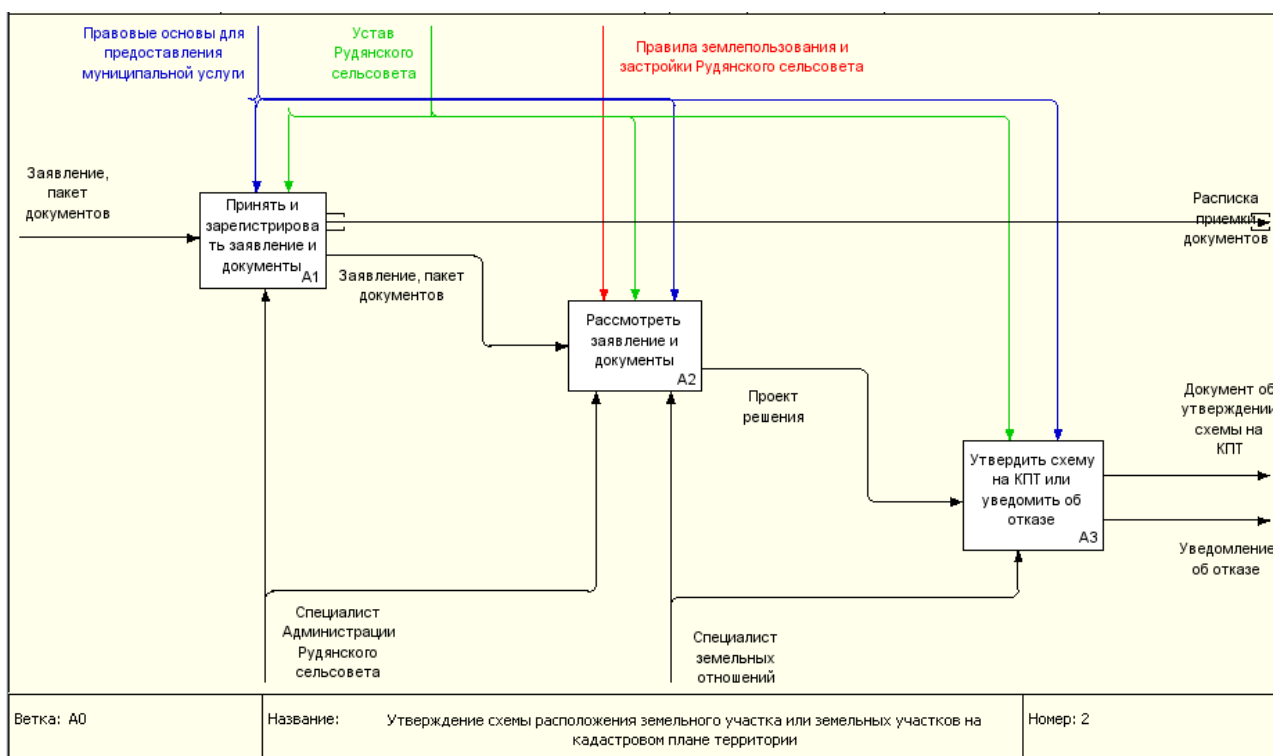 Правовые основы для
предоставления
муниципальной услуги
Устав
Рудянского
сельсовета
Правила землепользования и
застройки Рудянского сельсовета
Заявление,
пакет
документов
Принять и
зарегистрирова
ть заявление и
документы
A1
Расписка
приемки
документов
Заявление, пакет
документов
Рассмотреть
заявление и
документы
A2
Проект
решения
Документ об
утверждении
схемы на
КПТ
Утвердить схему
на КПТ или
уведомить об
отказе
A3
Уведомление
об отказе
Специалист
Администрации
Рудянского
сельсовета
Специалист
земельных
отношений
Ветка: A0
Название:
Утверждение схемы расположения земельного участка или земельных участков на
кадастровом плане территории
Номер: 2